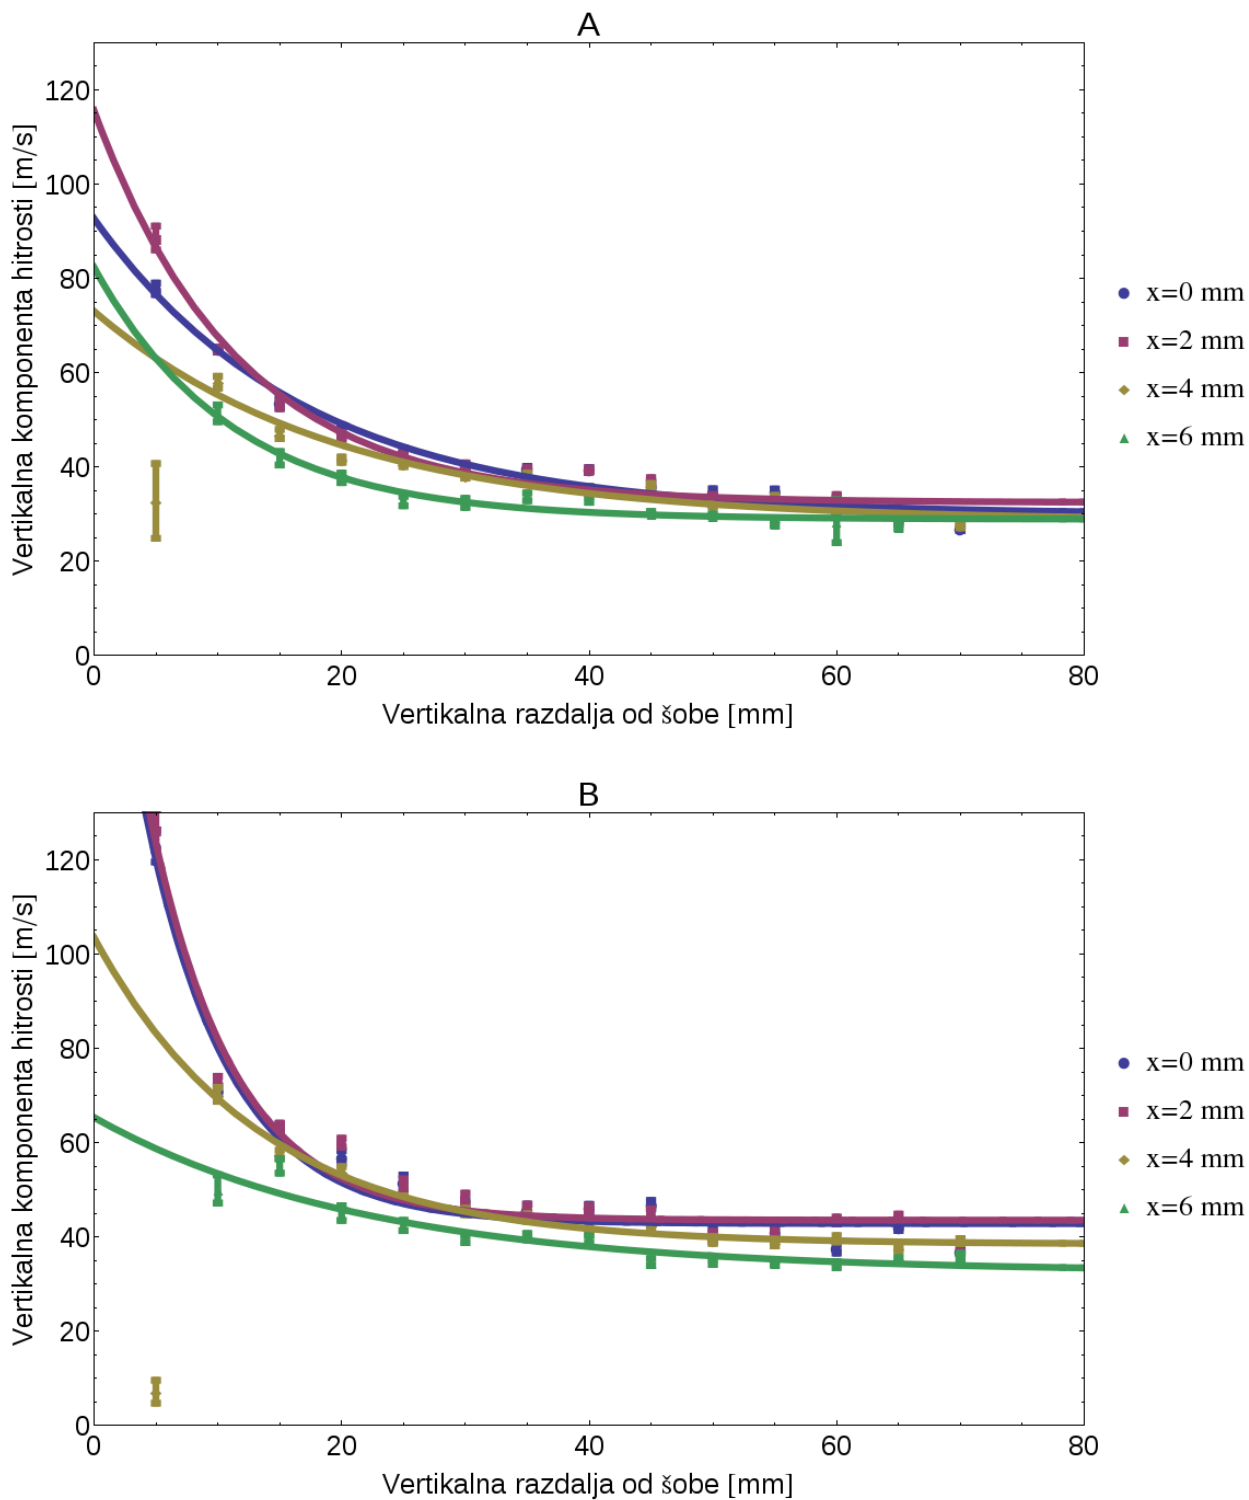 A
Vertikalna komponenta hitrosti [m/s]
120
100
80
60
40
20
0
0 20 40 60 80
Vertikalna razdalja od šobe [mm]
x=0 mm
x=2 mm
x=4 mm
x=6 mm
B
Vertikalna komponenta hitrosti [m/s]
120
100
80
60
40
20
0
0 20 40 60 80
Vertikalna razdalja od šobe [mm]
x=0 mm
x=2 mm
x=4 mm
x=6 mm